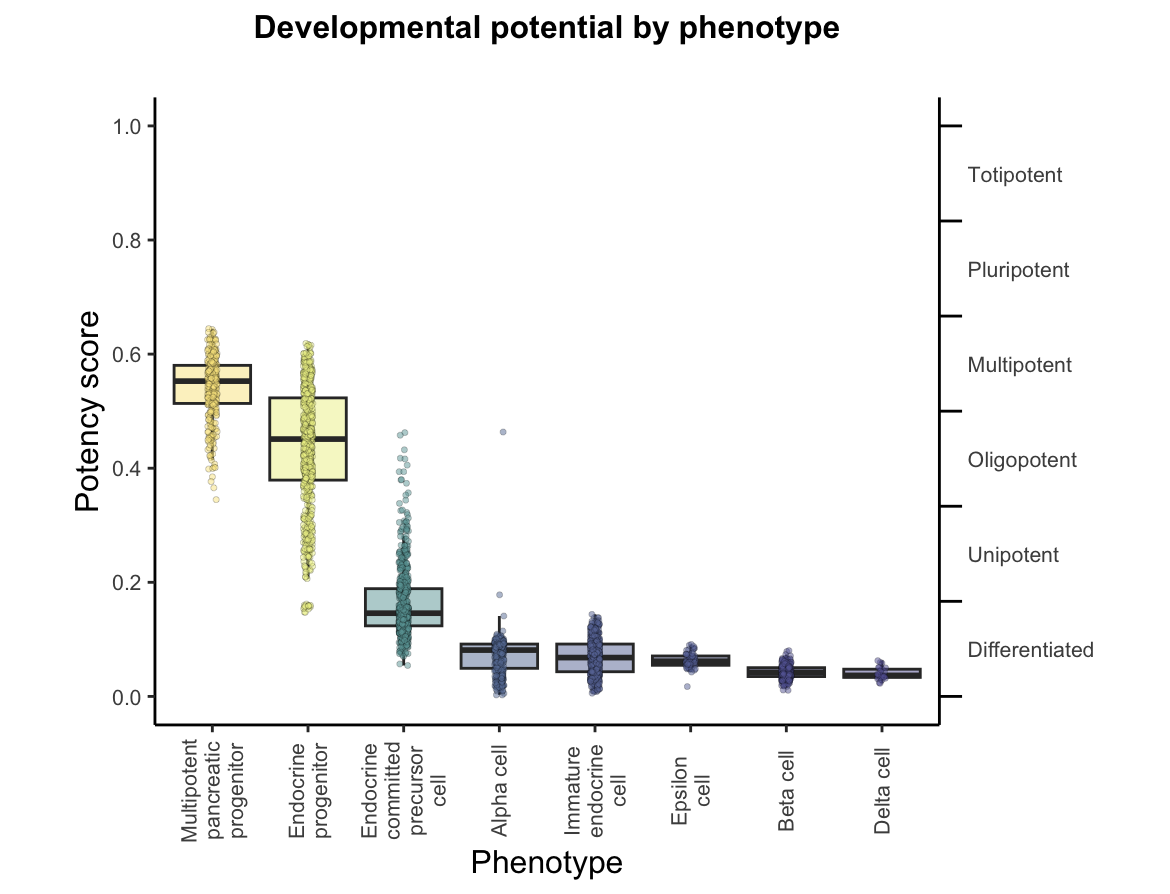 Developmental potential by phenotype
Potency score
1.0
0.8
0.6
0.4
0.2
0.0
Totipotent
Pluripotent
Multipotent
Oligopotent
Unipotent
Differentiated
Multipotent
pancreatic
progenitor
Endocrine
progenitor
Endocrine
committed
precursor
cell
Alpha cell
Immature
endocrine
cell
Epsilon
cell
Beta cell
Delta cell
Phenotype